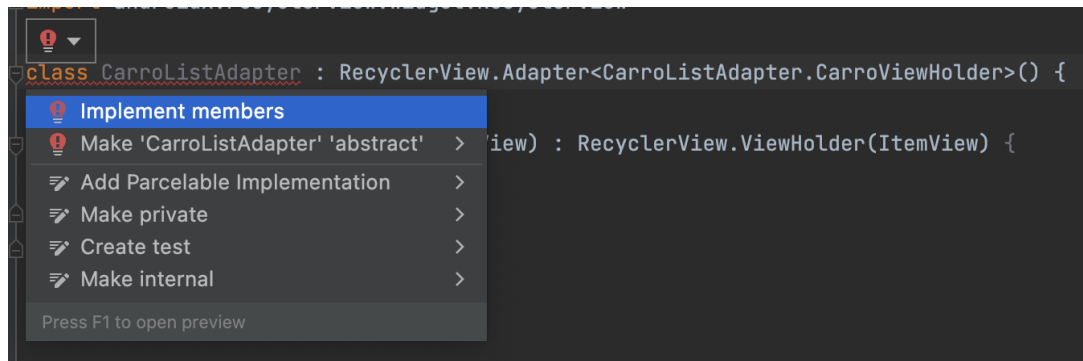 class CarroListAdapter : RecyclerView.Adapter<CarroListAdapter.CarroViewHolder>() {
Implement members
Make 'CarroListAdapter' 'abstract'
iew) : RecyclerView.ViewHolder(ItemView) {
Add Parcelable Implementation
Make private
Create test
Make internal
Press F1 to open preview